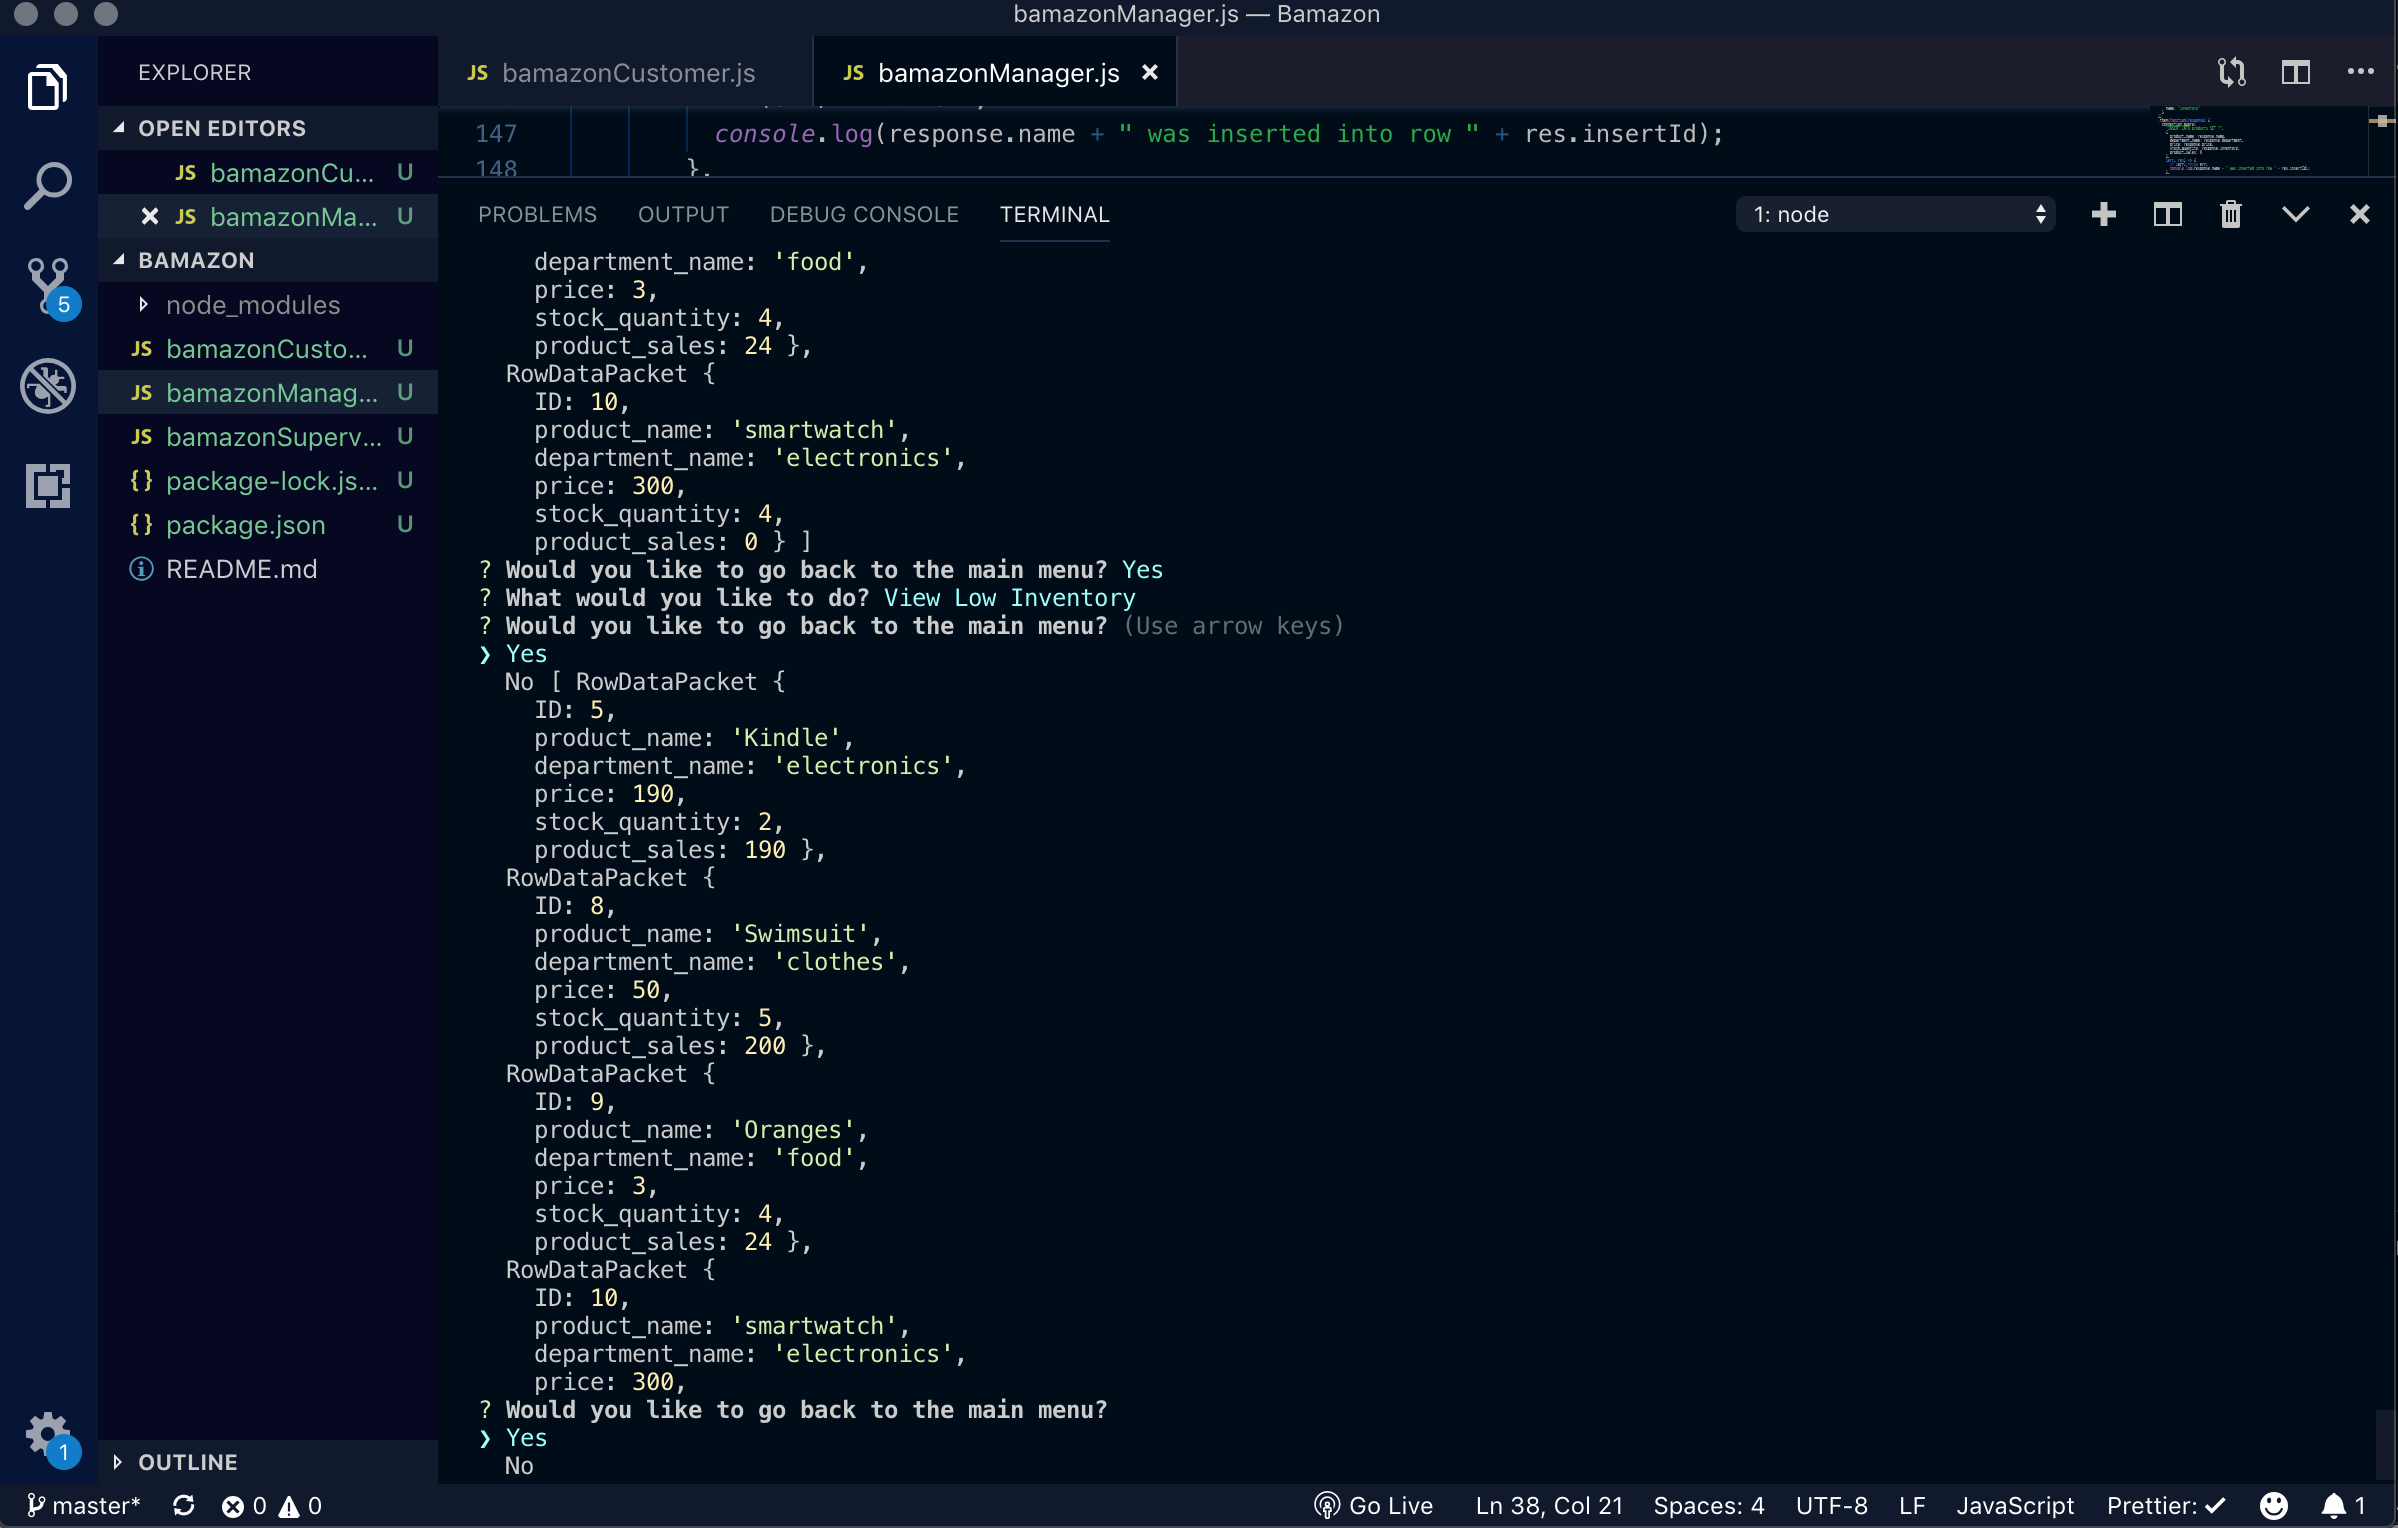 bamazonManager.js — Bamazon
EXPLORER
OPEN EDITORS
JS bamazonCu... U
JS bamazonMa... U
BAMAZON
node_modules
JS bamazonCusto... U
JS bamazonManag... U
JS bamazonSuperv... U
{} package-lock.js... U
{} package.json U
README.md
OUTLINE
5
1
JS bamazonCustomer.js
JS bamazonManager.js
147 console.log(response.name + " was inserted into row " + res.insertId);
148 },
PROBLEMS OUTPUT DEBUG CONSOLE TERMINAL
1: node
department_name: 'food',
price: 3,
stock_quantity: 4,
product_sales: 24 },
RowDataPacket {
ID: 10,
product_name: 'smartwatch',
department_name: 'electronics',
price: 300,
stock_quantity: 4,
product_sales: 0 } ]
? Would you like to go back to the main menu? Yes
? What would you like to do? View Low Inventory
? Would you like to go back to the main menu? (Use arrow keys)
❯ Yes
No [ RowDataPacket {
ID: 5,
product_name: 'Kindle',
department_name: 'electronics',
price: 190,
stock_quantity: 2,
product_sales: 190 },
RowDataPacket {
ID: 8,
product_name: 'Swimsuit',
department_name: 'clothes',
price: 50,
stock_quantity: 5,
product_sales: 200 },
RowDataPacket {
ID: 9,
product_name: 'Oranges',
department_name: 'food',
price: 3,
stock_quantity: 4,
product_sales: 24 },
RowDataPacket {
ID: 10,
product_name: 'smartwatch',
department_name: 'electronics',
price: 300,
? Would you like to go back to the main menu?
❯ Yes
No
master* 0 0 Go Live Ln 38, Col 21 Spaces: 4 UTF-8 LF JavaScript Prettier: ✓ 1